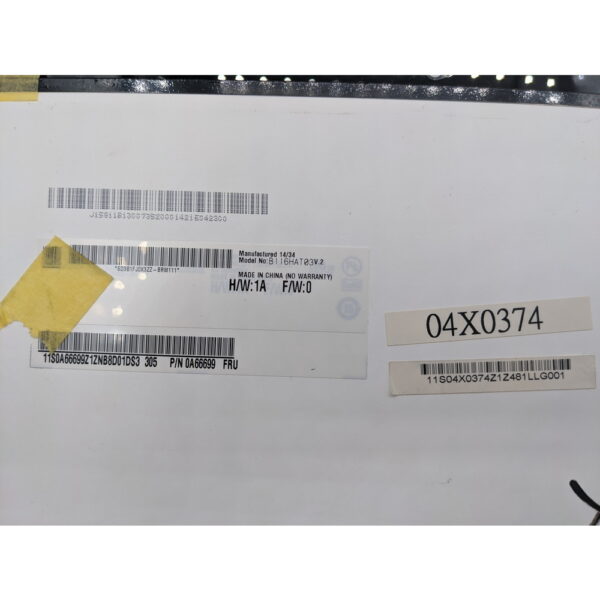 Manufactured 14/34
Model No: B116HAT03 V.2
MADE IN CHINA (NO WARRANTY)
H/W:1A F/W:0
11S0A66699Z1ZNB8D01DS3 305 P/N 0A66699 FRU
04X0374
11S04X0374Z1Z481LLG001